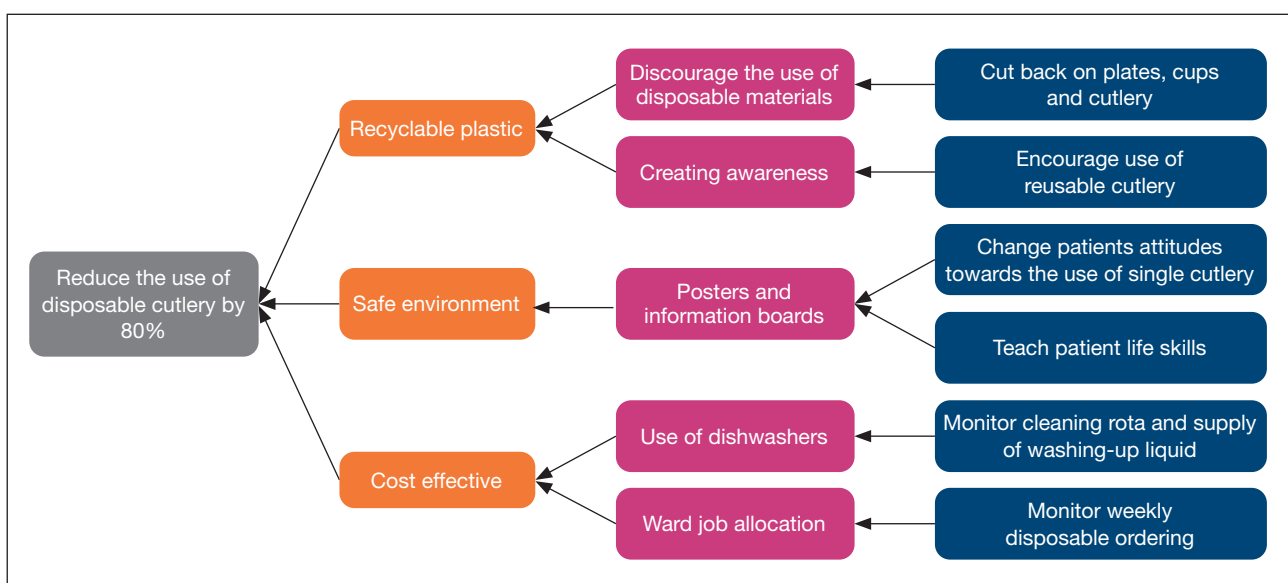 Reduce the use of
disposable cutlery by
80%
Recyclable plastic
Safe environment
Cost effective
Discourage the use of
disposable materials
Creating awareness
Posters and
information boards
Use of dishwashers
Ward job allocation
Cut back on plates, cups
and cutlery
Encourage use of
reusable cutlery
Change patients attitudes
towards the use of single cutlery
Teach patient life skills
Monitor cleaning rota and supply
of washing-up liquid
Monitor weekly
disposable ordering